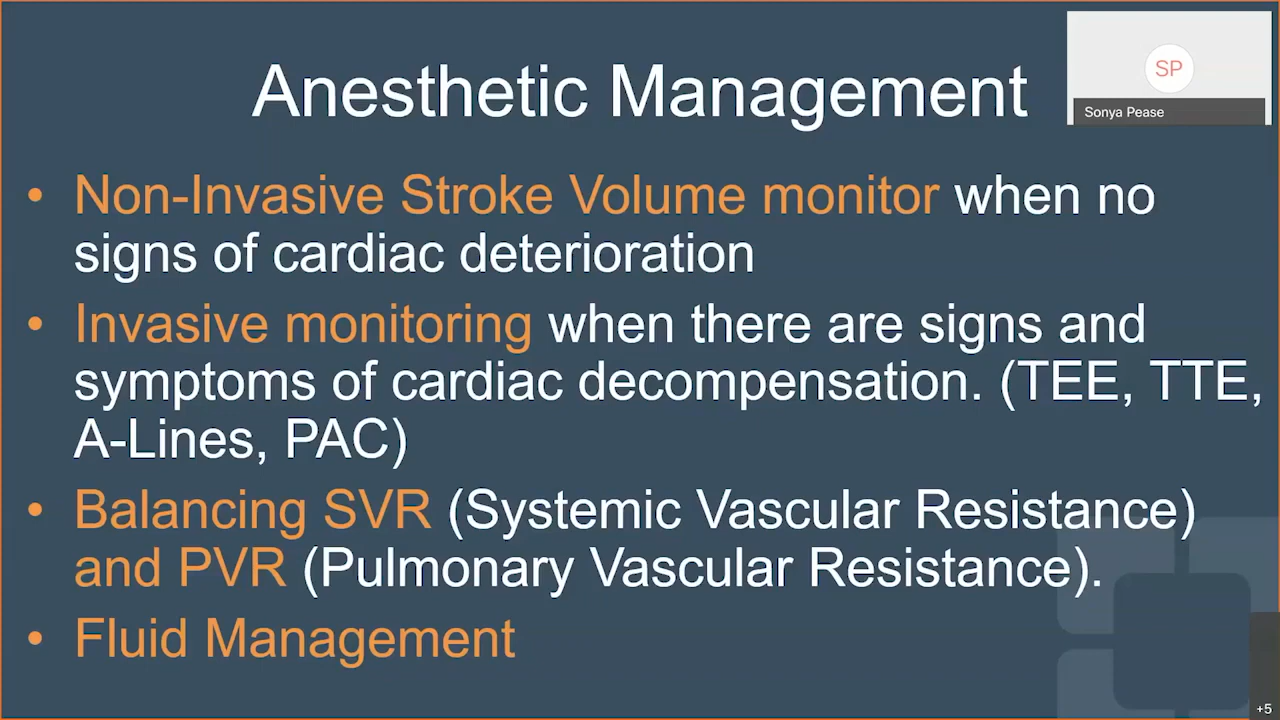 Anesthetic Management
SP
Sonya Pease
• Non-Invasive Stroke Volume monitor when no
signs of cardiac deterioration
• Invasive monitoring when there are signs and
symptoms of cardiac decompensation. (TEE, TTE,
A-Lines, PAC)
• Balancing SVR (Systemic Vascular Resistance)
and PVR (Pulmonary Vascular Resistance).
• Fluid Management
+5